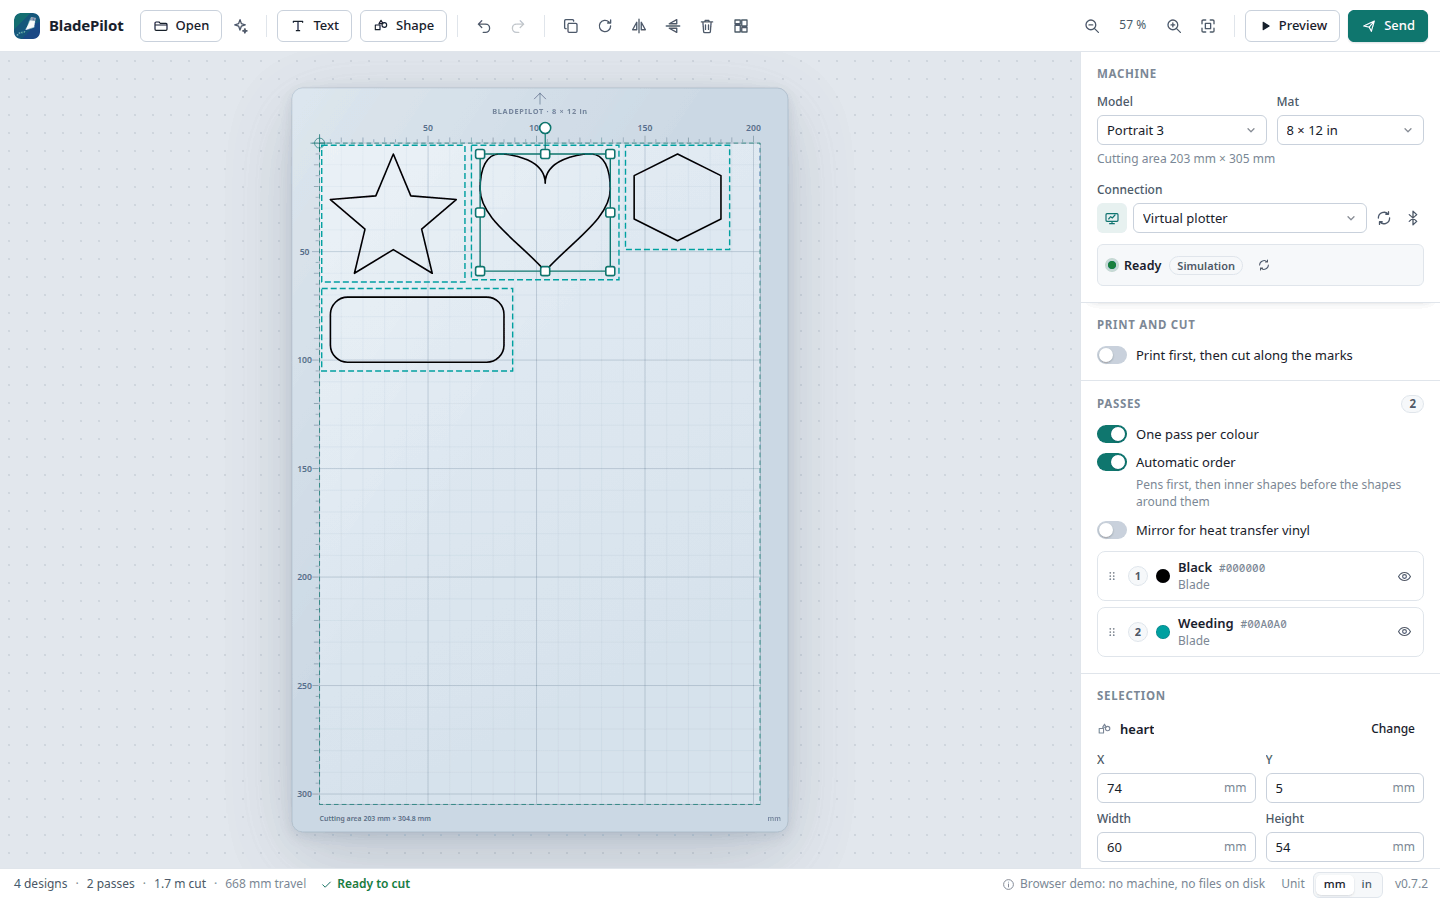 BladePilot
Open
Text
Shape
57 %
Preview
Send
BLADEPILOT · 8 × 12 in
50
150
200
50
100
150
200
250
300
Cutting area 203 mm × 304.8 mm
mm
MACHINE
Model
Mat
Portrait 3
8 × 12 in
Cutting area 203 mm × 305 mm
Connection
Virtual plotter
Ready
Simulation
PRINT AND CUT
Print first, then cut along the marks
PASSES
2
One pass per colour
Automatic order
Pens first, then inner shapes before the shapes
around them
Mirror for heat transfer vinyl
1
Black #000000
Blade
2
Weeding #00A0A0
Blade
SELECTION
heart
Change
X
Y
74 mm
5 mm
Width
Height
60 mm
54 mm
4 designs · 2 passes · 1.7 m cut · 668 mm travel
Ready to cut
Browser demo: no machine, no files on disk
Unit
mm
in
v0.7.2